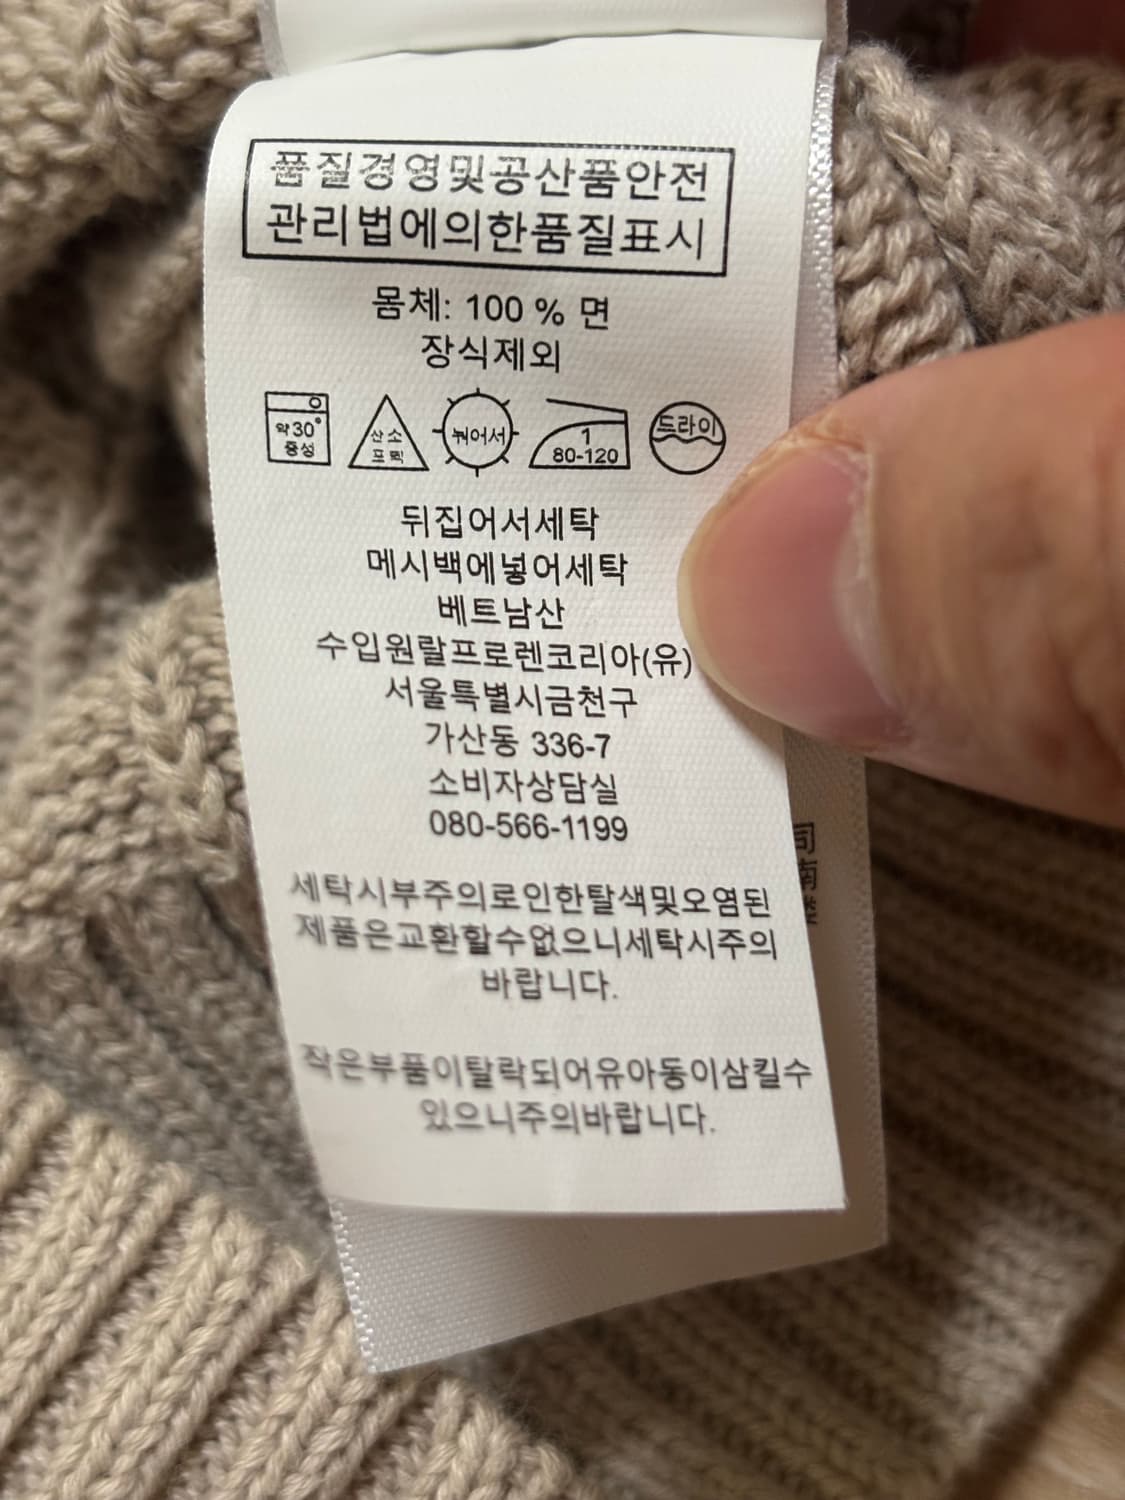 품질경영및공산품안전
관리법에의한품질표시
몸체: 100 % 면
장식제외
약30°
중성
산소
표백
뉘어서
1
80-120
드라이
뒤집어서세탁
메시백에넣어세탁
베트남산
수입원랄프로렌코리아(유)
서울특별시금천구
가산동 336-7
소비자상담실
080-566-1199
세탁시부주의로인한탈색및오염된
제품은교환할수없으니세탁시주의
바랍니다.
작은부품이탈락되어유아동이삼킬수
있으니주의바랍니다.
司
南